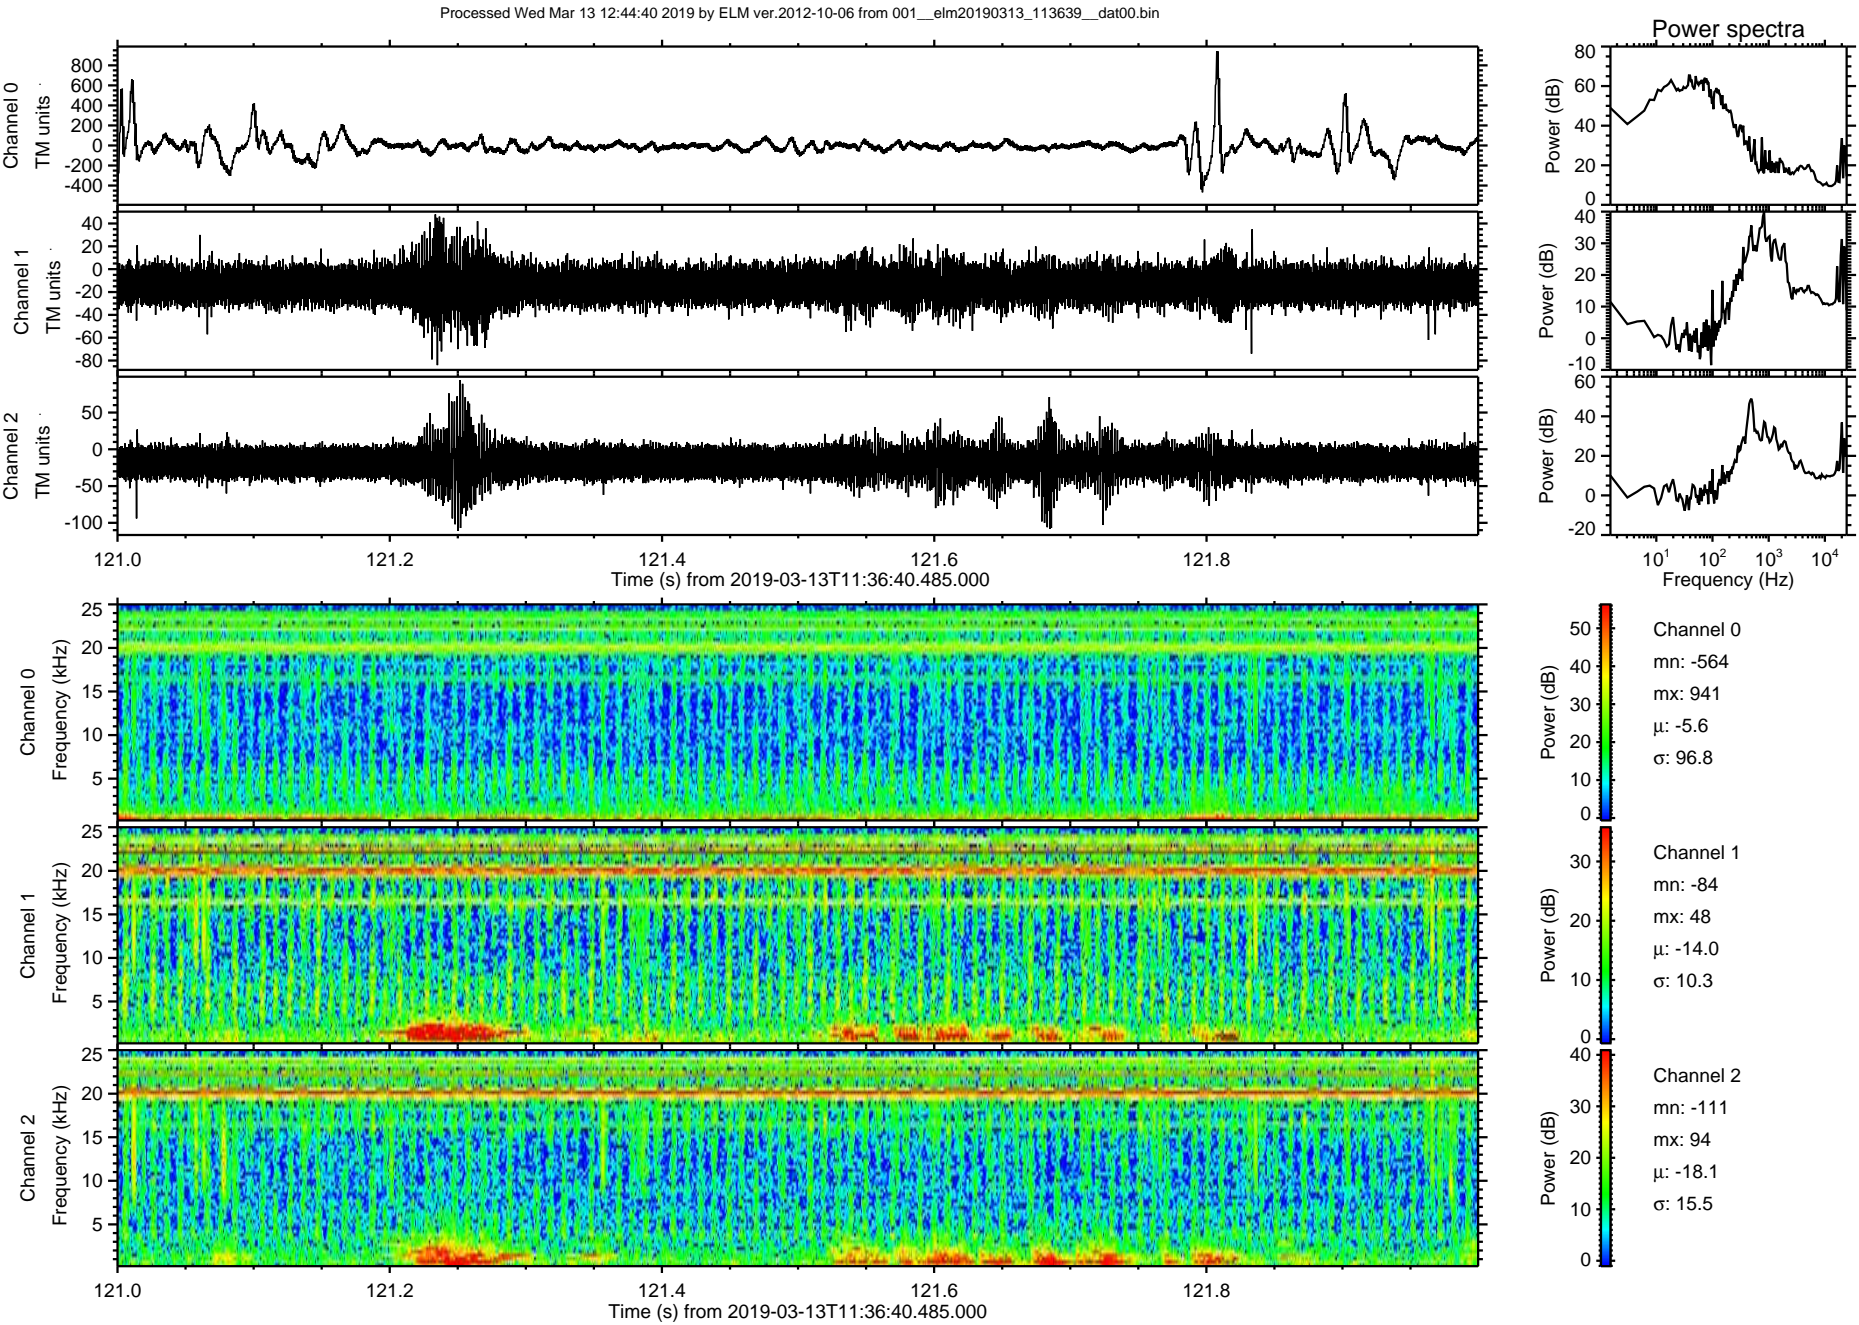 Processed Wed Mar 13 12:44:40 2019 by ELM ver.2012-10-06 from 001__elm20190313_113639__dat00.bin
Power spectra
Channel 0
TM units
800
600
400
200
0
-200
-400
Power (dB)
80
60
40
20
0
Channel 1
TM units
40
20
0
-20
-40
-60
-80
Power (dB)
40
30
20
10
0
-10
Channel 2
TM units
50
0
-50
-100
Power (dB)
60
40
20
0
-20
121.0 121.2 121.4 121.6 121.8
Time (s) from 2019-03-13T11:36:40.485.000
10¹ 10² 10³ 10⁴
Frequency (Hz)
Channel 0
Frequency (kHz)
25
20
15
10
5
Power (dB)
50
40
30
20
10
0
Channel 0
mn: -564
mx: 941
µ: -5.6
σ: 96.8
Channel 1
Frequency (kHz)
25
20
15
10
5
Power (dB)
30
20
10
0
Channel 1
mn: -84
mx: 48
µ: -14.0
σ: 10.3
Channel 2
Frequency (kHz)
25
20
15
10
5
Power (dB)
40
30
20
10
0
Channel 2
mn: -111
mx: 94
µ: -18.1
σ: 15.5
121.0 121.2 121.4 121.6 121.8
Time (s) from 2019-03-13T11:36:40.485.000